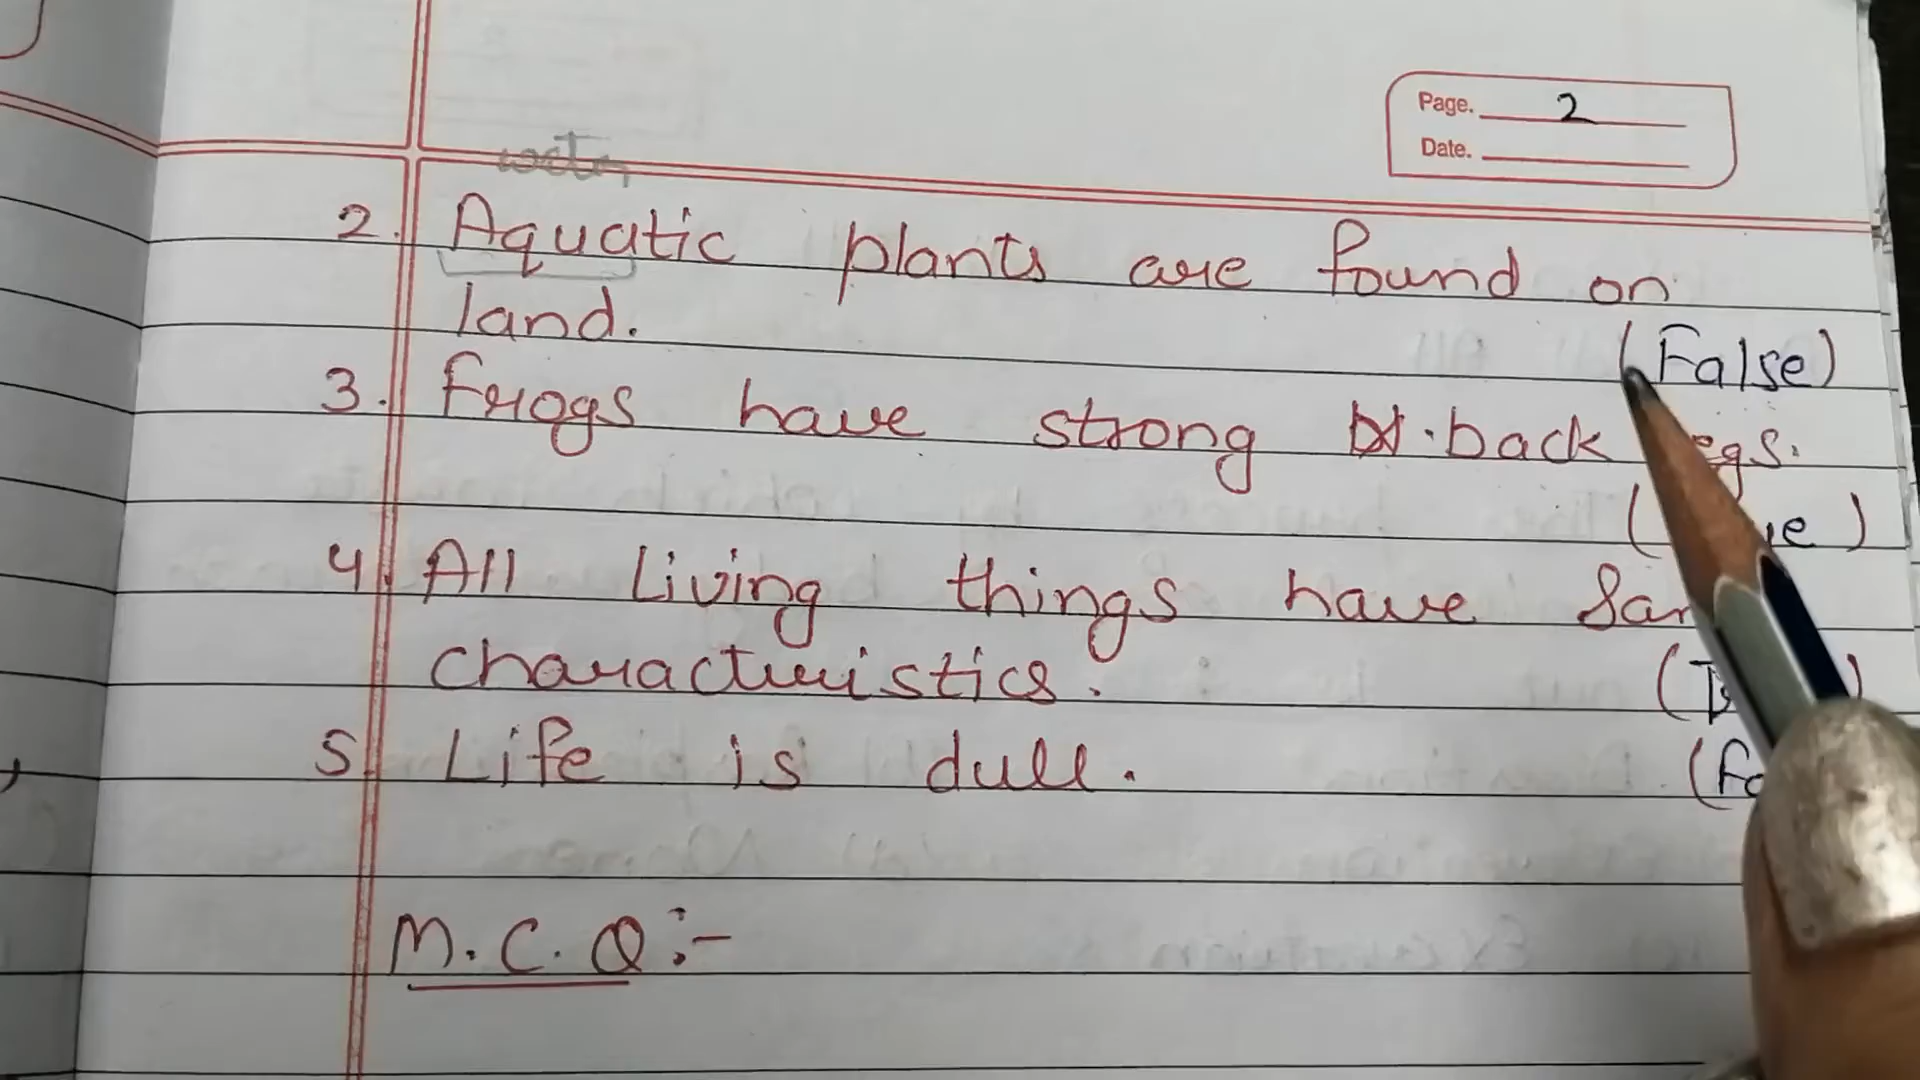 Page. 2
Date.
2. Aquatic plants are found on
land.
(False)
3. Frogs have strong back
4. All living things have
characteristics.
5. Life is dull.
M.C.Q:-